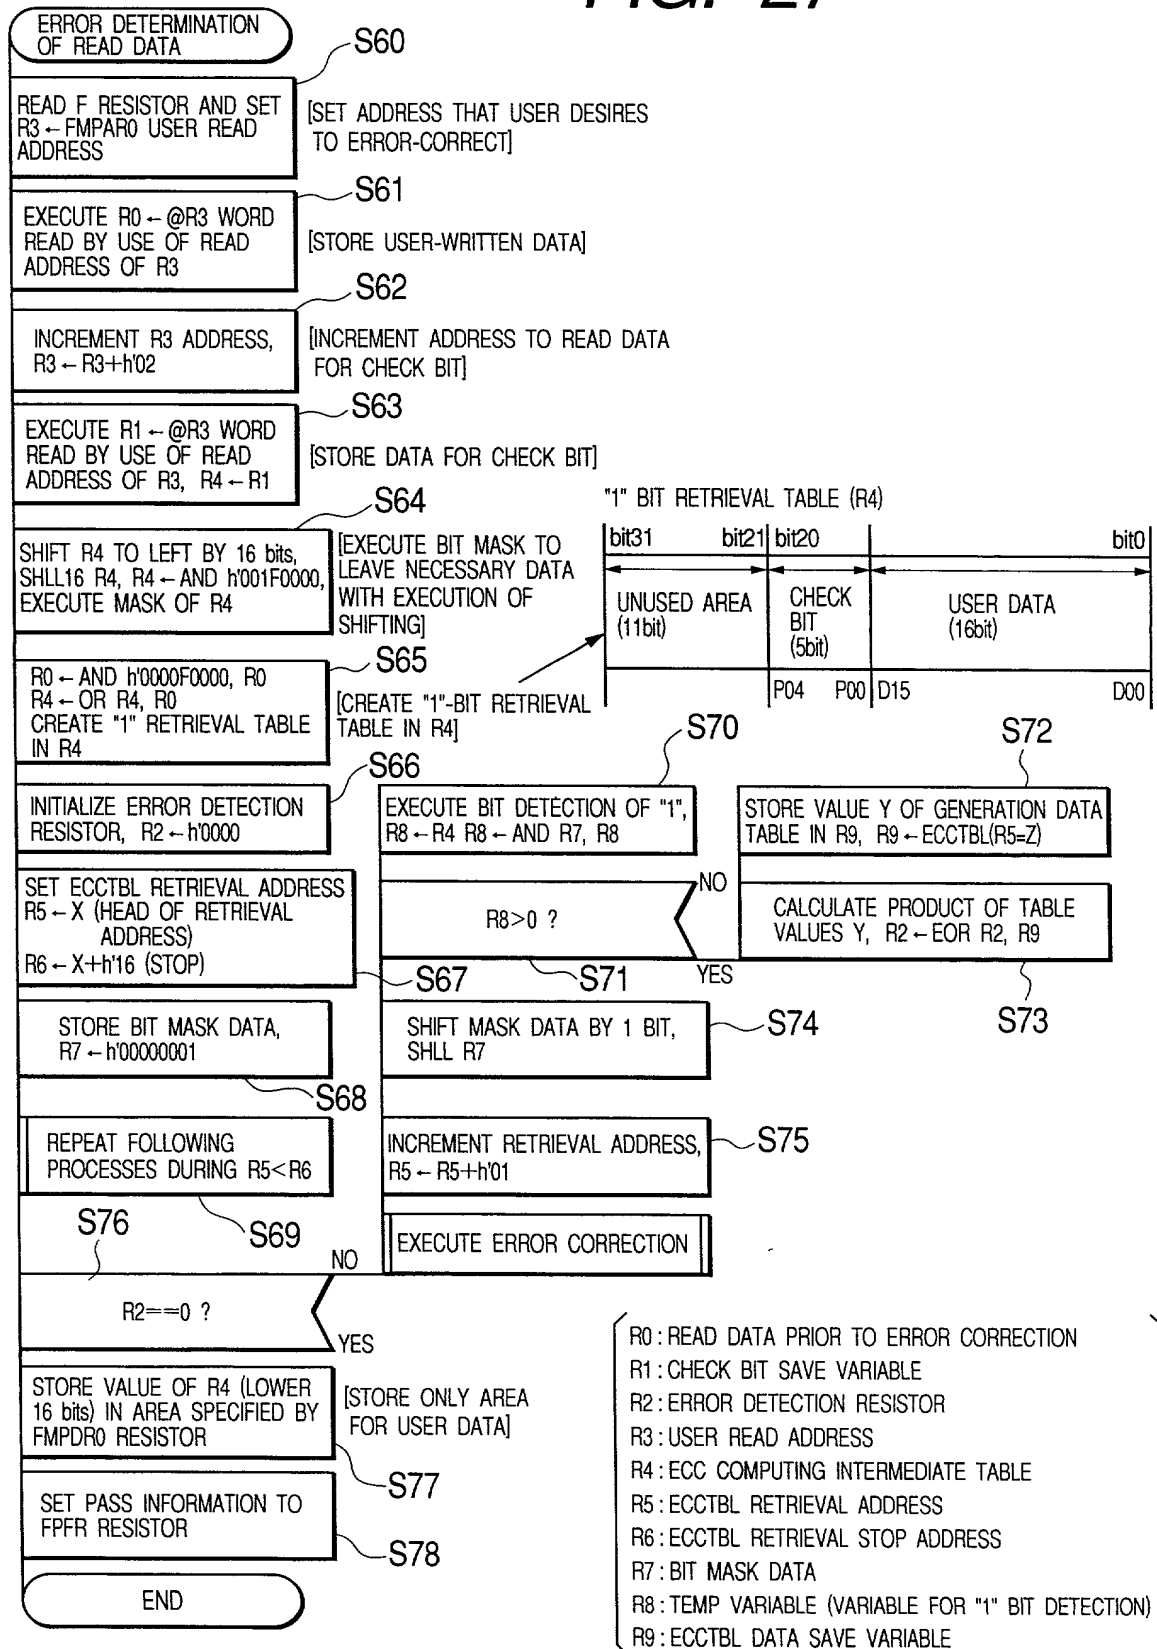 FIG. 27
ERROR DETERMINATION
OF READ DATA
S60
READ F RESISTOR AND SET
R3←FMPAR0 USER READ
ADDRESS
[SET ADDRESS THAT USER DESIRES
TO ERROR-CORRECT]
S61
EXECUTE R0←@R3 WORD
READ BY USE OF READ
ADDRESS OF R3
[STORE USER-WRITTEN DATA]
S62
INCREMENT R3 ADDRESS,
R3←R3+h'02
[INCREMENT ADDRESS TO READ DATA
FOR CHECK BIT]
S63
EXECUTE R1←@R3 WORD
READ BY USE OF READ
ADDRESS OF R3, R4←R1
[STORE DATA FOR CHECK BIT]
S64
SHIFT R4 TO LEFT BY 16 bits,
SHLL16 R4, R4←AND h'001F0000,
EXECUTE MASK OF R4
[EXECUTE BIT MASK TO
LEAVE NECESSARY DATA
WITH EXECUTION OF
SHIFTING]
"1" BIT RETRIEVAL TABLE (R4)
bit31 bit21 bit20 bit0
UNUSED AREA
(11bit)
CHECK
BIT
(5bit)
USER DATA
(16bit)
P04 P00 D15 D00
S65
R0←AND h'0000F0000, R0
R4←OR R4, R0
CREATE "1" RETRIEVAL TABLE
IN R4
[CREATE "1"-BIT RETRIEVAL
TABLE IN R4]
S66
INITIALIZE ERROR DETECTION
RESISTOR, R2←h'0000
SET ECCTBL RETRIEVAL ADDRESS
R5←X (HEAD OF RETRIEVAL
ADDRESS)
R6←X+h'16 (STOP)
S67
STORE BIT MASK DATA,
R7←h'00000001
S68
REPEAT FOLLOWING
PROCESSES DURING R5<R6
S69
S70
EXECUTE BIT DETECTION OF "1",
R8←R4 R8←AND R7, R8
R8>0 ?
NO
YES
S71
S72
STORE VALUE Y OF GENERATION DATA
TABLE IN R9, R9←ECCTBL(R5=Z)
CALCULATE PRODUCT OF TABLE
VALUES Y, R2←EOR R2, R9
S73
SHIFT MASK DATA BY 1 BIT,
SHLL R7
S74
INCREMENT RETRIEVAL ADDRESS,
R5←R5+h'01
S75
EXECUTE ERROR CORRECTION
S76
NO
R2==0 ?
YES
STORE VALUE OF R4 (LOWER
16 bits) IN AREA SPECIFIED BY
FMPDR0 RESISTOR
[STORE ONLY AREA
FOR USER DATA]
S77
SET PASS INFORMATION TO
FPFR RESISTOR
S78
END
R0 : READ DATA PRIOR TO ERROR CORRECTION
R1 : CHECK BIT SAVE VARIABLE
R2 : ERROR DETECTION RESISTOR
R3 : USER READ ADDRESS
R4 : ECC COMPUTING INTERMEDIATE TABLE
R5 : ECCTBL RETRIEVAL ADDRESS
R6 : ECCTBL RETRIEVAL STOP ADDRESS
R7 : BIT MASK DATA
R8 : TEMP VARIABLE (VARIABLE FOR "1" BIT DETECTION)
R9 : ECCTBL DATA SAVE VARIABLE